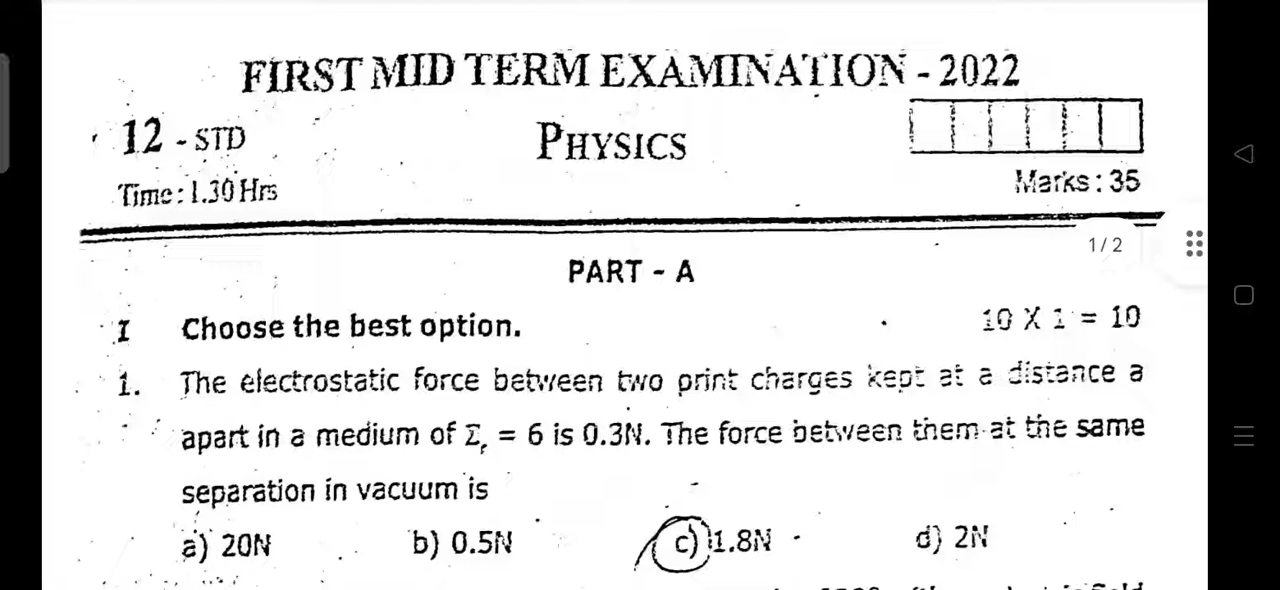 FIRST MID TERM EXAMINATION - 2022
12 - STD
PHYSICS
Time : 1.30 Hrs
Marks : 35
1 / 2
PART - A
I Choose the best option. 10 X 1 = 10
1. The electrostatic force between two print charges kept at a distance a
apart in a medium of Σr = 6 is 0.3N. The force between them at the same
separation in vacuum is
a) 20N b) 0.5N c) 1.8N d) 2N